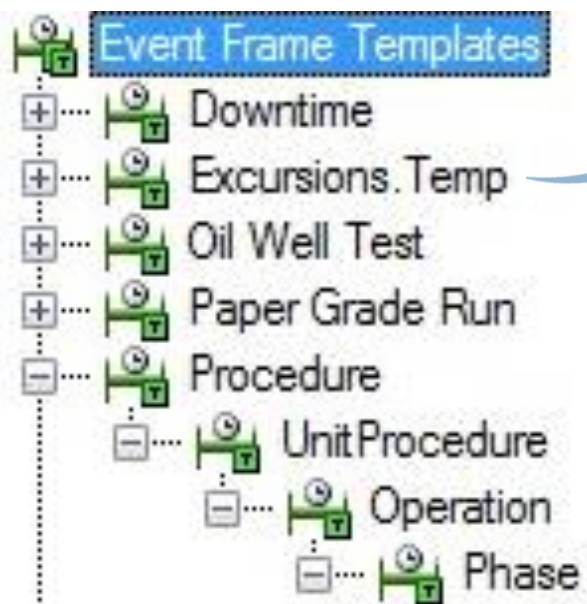 Event Frame Templates
Downtime
Excursions.Temp
Oil Well Test
Paper Grade Run
Procedure
UnitProcedure
Operation
Phase